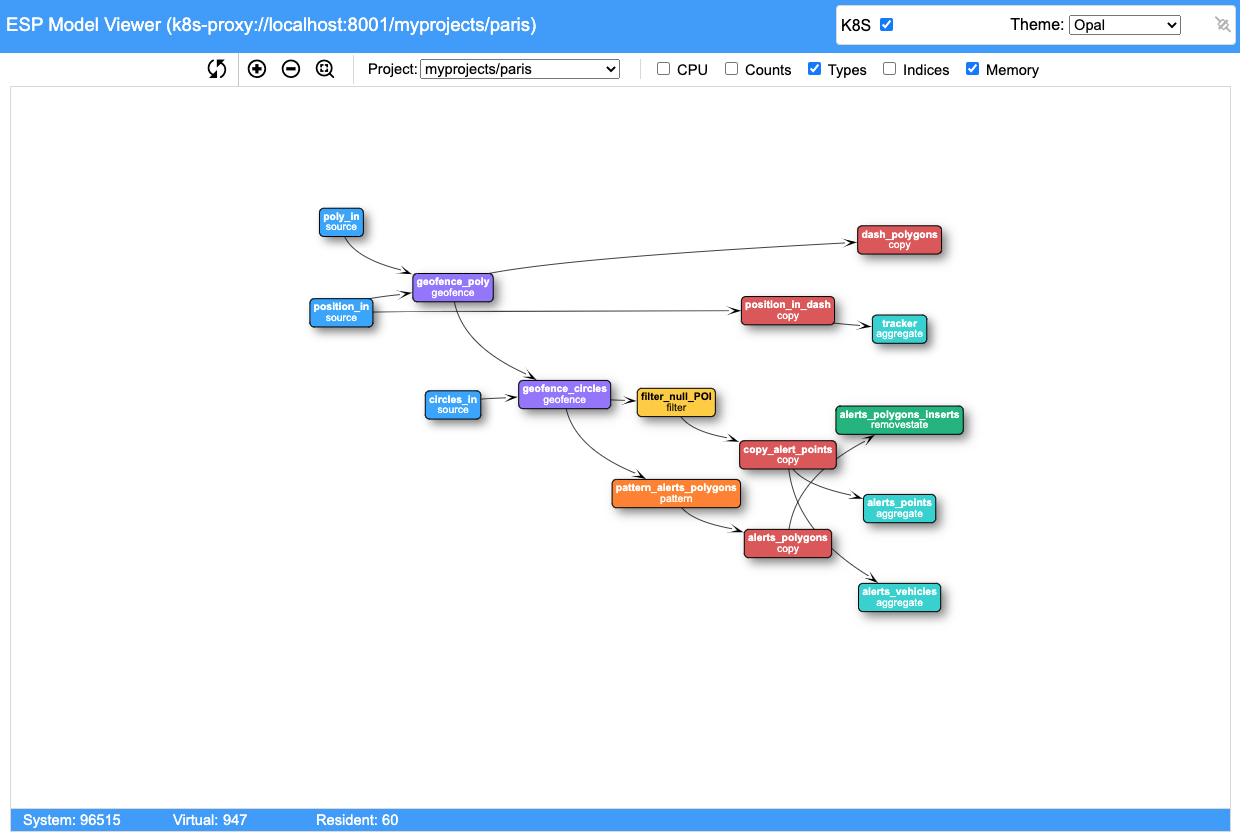 ESP Model Viewer (k8s-proxy://localhost:8001/myprojects/paris)
K8S
Theme: Opal
Project: myprojects/paris
CPU Counts Types Indices Memory
poly_in
source
dash_polygons
copy
geofence_poly
geofence
position_in
source
position_in_dash
copy
tracker
aggregate
geofence_circles
geofence
circles_in
source
filter_null_POI
filter
alerts_polygons_inserts
removestate
copy_alert_points
copy
pattern_alerts_polygons
pattern
alerts_points
aggregate
alerts_polygons
copy
alerts_vehicles
aggregate
System: 96515 Virtual: 947 Resident: 60